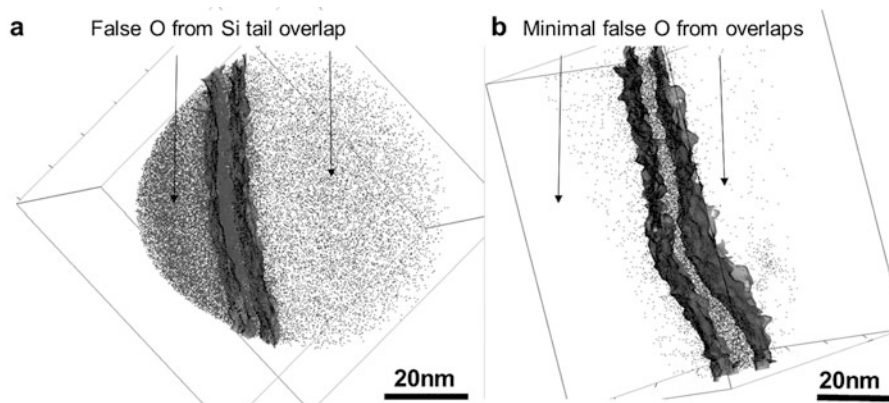 a False O from Si tail overlap
b Minimal false O from overlaps
20nm
20nm